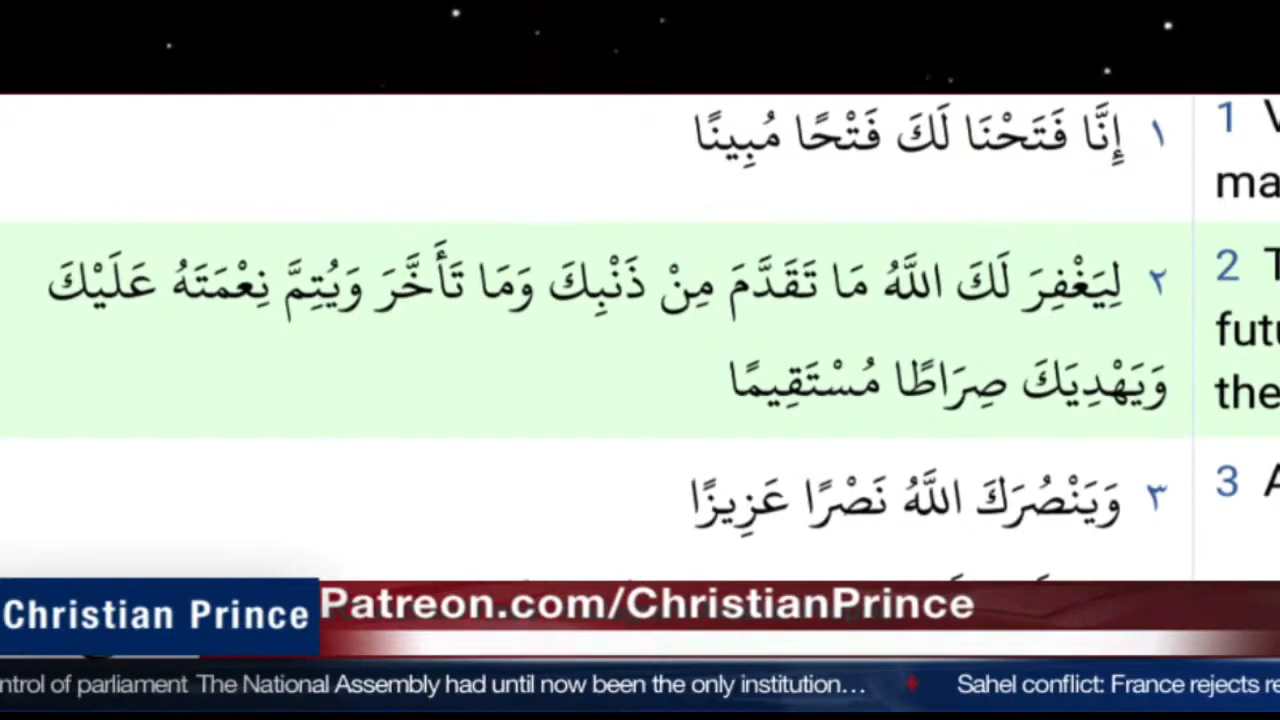 ١ إِنَّا فَتَحْنَا لَكَ فَتْحًا مُبِينًا
1
ma
٢ لِيَغْفِرَ لَكَ اللَّهُ مَا تَقَدَّمَ مِنْ ذَنْبِكَ وَمَا تَأَخَّرَ وَيُتِمَّ نِعْمَتَهُ عَلَيْكَ
وَيَهْدِيَكَ صِرَاطًا مُسْتَقِيمًا
2 T
futu
the
٣ وَيَنْصُرَكَ اللَّهُ نَصْرًا عَزِيزًا
3 A
Christian Prince
Patreon.com/ChristianPrince
ntrol of parliament The National Assembly had until now been the only institution… Sahel conflict: France rejects re